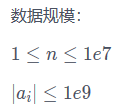 数据规模：
1 ≤ n ≤ 1e7
|aᵢ| ≤ 1e9